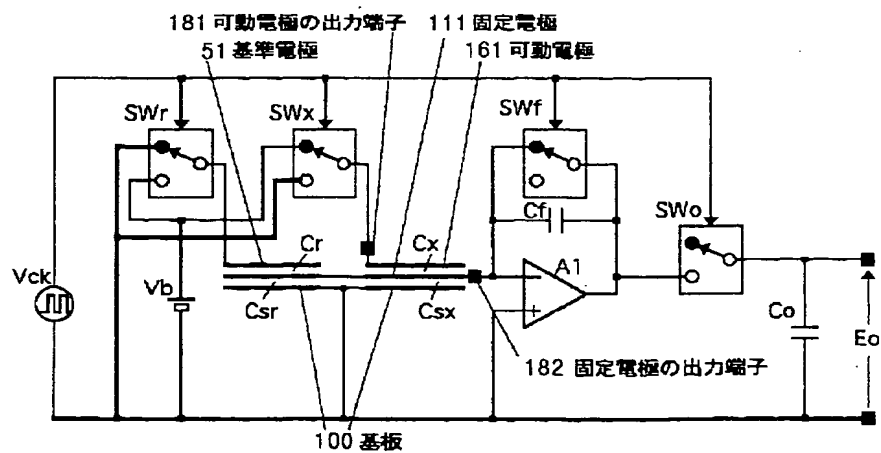 181 可動電極の出力端子 111 固定電極
51 基準電極 161 可動電極
SWr SWx SWf
SWo
Cf
Cr Cx
A1
Vck Vb Csr Csx Co Eo
182 固定電極の出力端子
100 基板